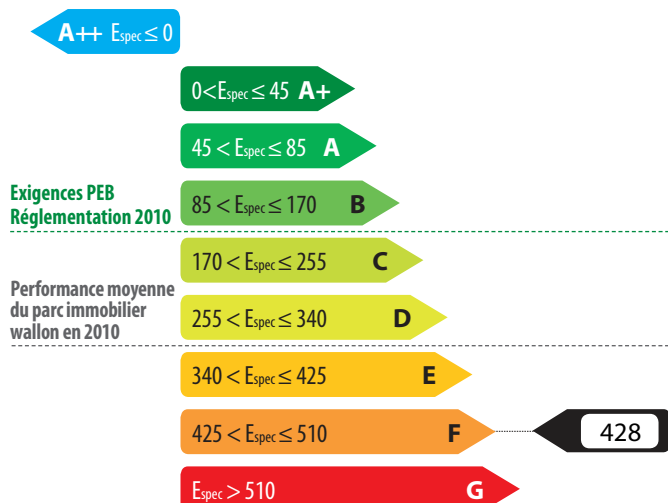 A++ Espec ≤ 0
0<Espec ≤ 45 A+
45 < Espec ≤ 85 A
Exigences PEB
Réglementation 2010
85 < Espec ≤ 170 B
170 < Espec ≤ 255 C
Performance moyenne
du parc immobilier
wallon en 2010
255 < Espec ≤ 340 D
340 < Espec ≤ 425 E
425 < Espec ≤ 510 F
428
Espec > 510 G